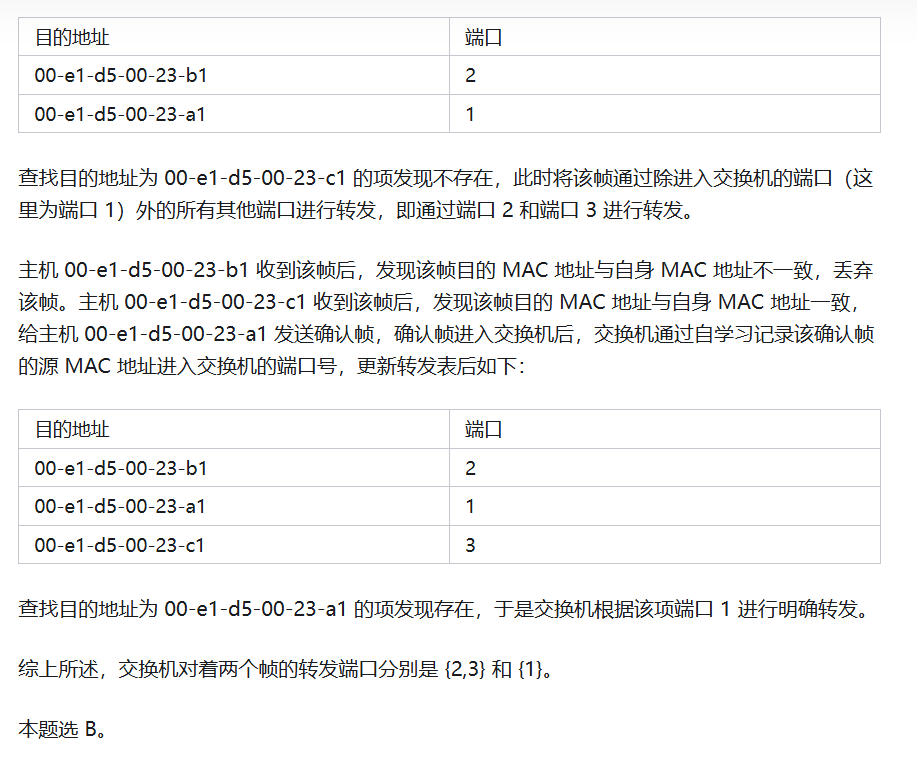 目的地址 端口
00-e1-d5-00-23-b1 2
00-e1-d5-00-23-a1 1
查找目的地址为 00-e1-d5-00-23-c1 的项发现不存在，此时将该帧通过除进入交换机的端口（这
里为端口 1）外的所有其他端口进行转发，即通过端口 2 和端口 3 进行转发。
主机 00-e1-d5-00-23-b1 收到该帧后，发现该帧目的 MAC 地址与自身 MAC 地址不一致，丢弃
该帧。主机 00-e1-d5-00-23-c1 收到该帧后，发现该帧目的 MAC 地址与自身 MAC 地址一致，
给主机 00-e1-d5-00-23-a1 发送确认帧，确认帧进入交换机后，交换机通过自学习记录该确认帧
的源 MAC 地址进入交换机的端口号，更新转发表后如下：
目的地址 端口
00-e1-d5-00-23-b1 2
00-e1-d5-00-23-a1 1
00-e1-d5-00-23-c1 3
查找目的地址为 00-e1-d5-00-23-a1 的项发现存在，于是交换机根据该项端口 1 进行明确转发。
综上所述，交换机对着两个帧的转发端口分别是 {2,3} 和 {1}。
本题选 B。